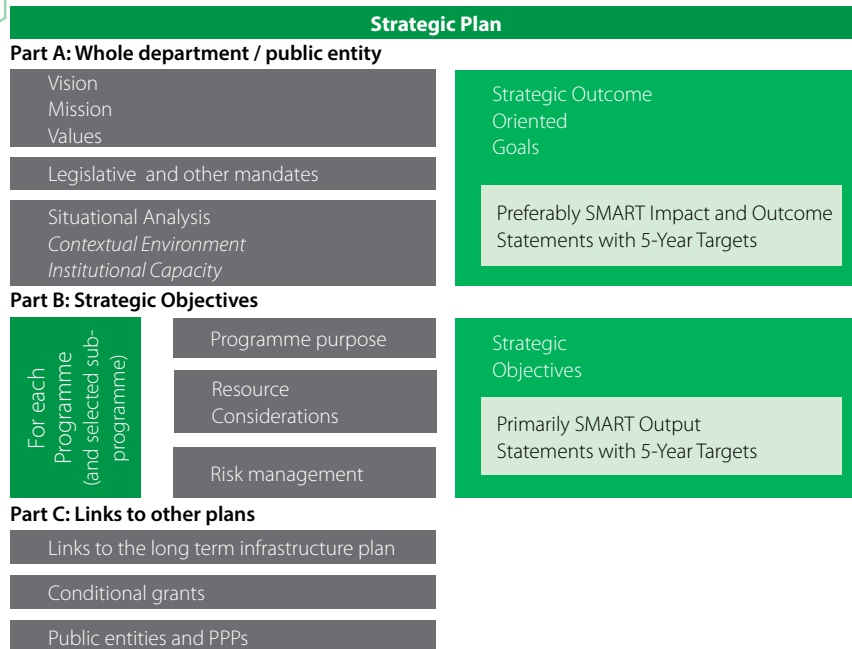 Strategic Plan
Part A: Whole department / public entity
Vision
Mission
Values
Legislative and other mandates
Situational Analysis
Contextual Environment
Institutional Capacity
Strategic Outcome
Oriented
Goals
Preferably SMART Impact and Outcome
Statements with 5-Year Targets
Part B: Strategic Objectives
For each
Programme
(and selected sub-
programme)
Programme purpose
Resource
Considerations
Risk management
Strategic
Objectives
Primarily SMART Output
Statements with 5-Year Targets
Part C: Links to other plans
Links to the long term infrastructure plan
Conditional grants
Public entities and PPPs